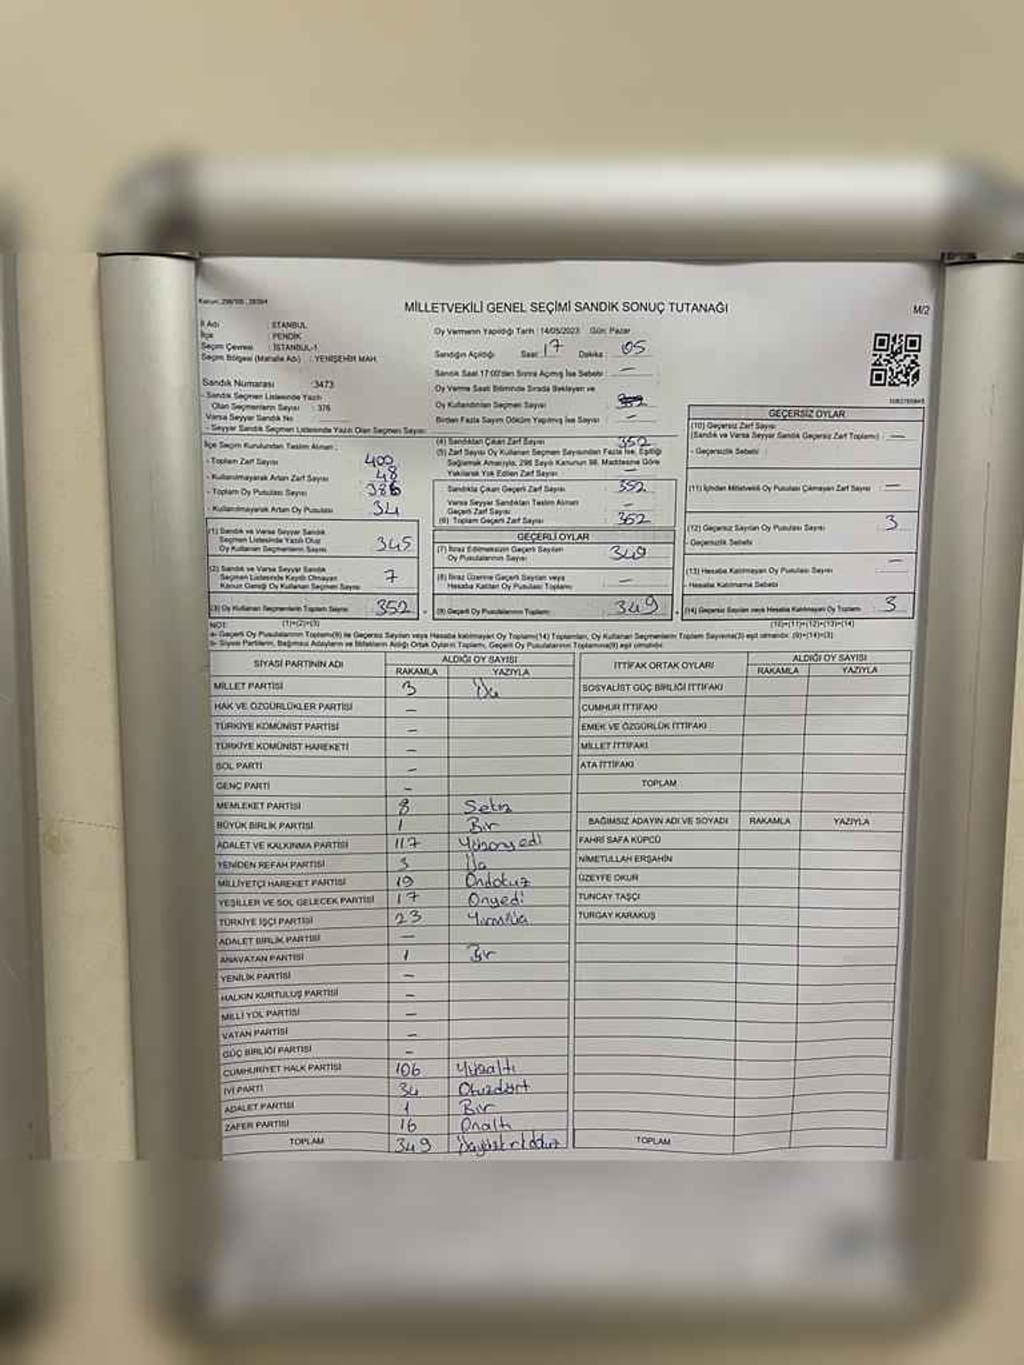 MİLLETVEKİLİ GENEL SEÇİMİ SANDIK SONUÇ TUTANAĞI
M/2
İl Adı : İSTANBUL
İlçe : PENDİK
Seçim Çevresi : İSTANBUL-1
Seçim Bölgesi (Mahalle Adı) : YENİŞEHİR MAH.
Sandık Numarası : 3473
- Sandık Seçmen Listesinde Yazılı
Olan Seçmenlerin Sayısı : 376
Varsa Seyyar Sandık No
- Seyyar Sandık Seçmen Listesinde Yazılı Olan Seçmen Sayısı:
Oy Vermenin Yapıldığı Tarih : 14/05/2023 Gün: Pazar
Sandığın Açıldığı Saat : 17 Dakika : 05
Sandık Saat 17:00'den Sonra Açılmış İse Sebebi : —
Oy Verme Saati Bitiminde Sırada Bekleyen ve
Oy Kullandırılan Seçmen Sayısı :
Birden Fazla Sayım Döküm Yapılmış İse Sayısı : —
İlçe Seçim Kurulundan Teslim Alınan ;
- Toplam Zarf Sayısı : 400
- Kullanılmayarak Artan Zarf Sayısı : 48
- Toplam Oy Pusulası Sayısı : 386
- Kullanılmayarak Artan Oy Pusulası : 34
(1) Sandık ve Varsa Seyyar Sandık
Seçmen Listesinde Yazılı Olup
Oy Kullanan Seçmenlerin Sayısı : 345
(2) Sandık ve Varsa Seyyar Sandık
Seçmen Listesinde Kayıtlı Olmayan
Kanun Gereği Oy Kullanan Seçmen Sayısı : 7
(3) Oy Kullanan Seçmenlerin Toplam Sayısı : 352
(4) Sandıktan Çıkan Zarf Sayısı : 352
(5) Zarf Sayısı Oy Kullanan Seçmen Sayısından Fazla İse, Eşitliği
Sağlamak Amacıyla, 298 Sayılı Kanunun 98. Maddesine Göre
Yakılarak Yok Edilen Zarf Sayısı : —
Sandıkta Çıkan Geçerli Zarf Sayısı : 352
Varsa Seyyar Sandıktan Teslim Alınan
Geçerli Zarf Sayısı : —
(6) Toplam Geçerli Zarf Sayısı : 352
GEÇERLİ OYLAR
(7) İtiraz Edilmeksizin Geçerli Sayılan
Oy Pusulalarının Sayısı : 349
(8) İtiraz Üzerine Geçerli Sayılan veya
Hesaba Katılan Oy Pusulası Toplamı : —
(9) Geçerli Oy Pusulalarının Toplamı : 349
GEÇERSİZ OYLAR
(10) Geçersiz Zarf Sayısı
(Sandık ve Varsa Seyyar Sandık Geçersiz Zarf Toplamı) : —
- Geçersizlik Sebebi :
(11) İçinden Milletvekili Oy Pusulası Çıkmayan Zarf Sayısı : —
(12) Geçersiz Sayılan Oy Pusulası Sayısı : 3
- Geçersizlik Sebebi
(13) Hesaba Katılmayan Oy Pusulası Sayısı : —
- Hesaba Katılmama Sebebi
(14) Geçersiz Sayılan veya Hesaba Katılmayan Oy Toplamı : 3
NOT: (1)+(2)=(3) (10)+(11)+(12)+(13)=(14)
a- Geçerli Oy Pusulalarının Toplamı(9) ile Geçersiz Sayılan veya Hesaba katılmayan Oy Toplamı(14) Toplamları, Oy Kullanan Seçmenlerin Toplam Sayısına(3) eşit olmalıdır. (9)+(14)=(3)
b- Siyasi Partilerin, Bağımsız Adayların ve İttifakların Aldığı Ortak Oyların Toplamı, Geçerli Oy Pusulalarının Toplamına(9) eşit olmalıdır.
SİYASİ PARTİNİN ADI ALDIĞI OY SAYISI
RAKAMLA YAZIYLA
MİLLET PARTİSİ 3 Üç
HAK VE ÖZGÜRLÜKLER PARTİSİ —
TÜRKİYE KOMÜNİST PARTİSİ —
TÜRKİYE KOMÜNİST HAREKETİ —
SOL PARTİ —
GENÇ PARTİ —
MEMLEKET PARTİSİ 8 Sekiz
BÜYÜK BİRLİK PARTİSİ 1 Bir
ADALET VE KALKINMA PARTİSİ 117 Yüzonyedi
YENİDEN REFAH PARTİSİ 3 Üç
MİLLİYETÇİ HAREKET PARTİSİ 19 Ondokuz
YEŞİLLER VE SOL GELECEK PARTİSİ 17 Onyedi
TÜRKİYE İŞÇİ PARTİSİ 23 Yirmiüç
ADALET BİRLİK PARTİSİ —
ANAVATAN PARTİSİ 1 Bir
YENİLİK PARTİSİ —
HALKIN KURTULUŞ PARTİSİ —
MİLLİ YOL PARTİSİ —
VATAN PARTİSİ —
GÜÇ BİRLİĞİ PARTİSİ —
CUMHURİYET HALK PARTİSİ 106 Yüzaltı
İYİ PARTİ 34 Otuzdört
ADALET PARTİSİ 1 Bir
ZAFER PARTİSİ 16 Onaltı
TOPLAM 349
İTTİFAK ORTAK OYLARI ALDIĞI OY SAYISI
RAKAMLA YAZIYLA
SOSYALİST GÜÇ BİRLİĞİ İTTİFAKI
CUMHUR İTTİFAKI
EMEK VE ÖZGÜRLÜK İTTİFAKI
MİLLET İTTİFAKI
ATA İTTİFAKI
TOPLAM
BAĞIMSIZ ADAYIN ADI VE SOYADI RAKAMLA YAZIYLA
FAHRİ SAFA KÜPCÜ
NİMETULLAH ERŞAHİN
ÜZEYFE OKUR
TUNCAY TAŞÇI
TURGAY KARAKUŞ
TOPLAM